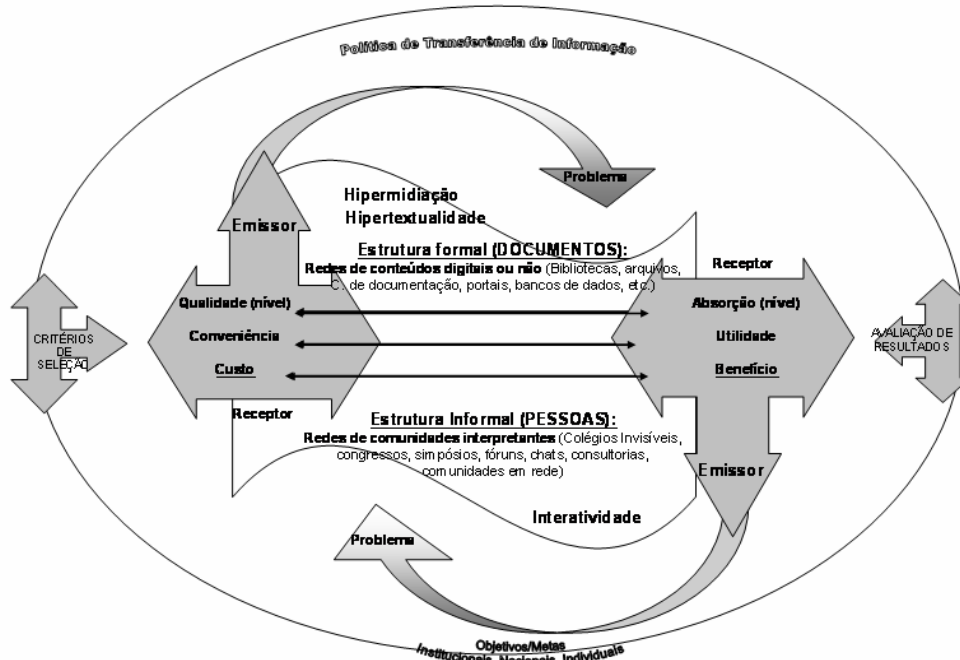 Política de Transferência de Informação
Problema
Hipermidiação
Hipertextualidade
Emissor
Estrutura formal (DOCUMENTOS):
Redes de conteúdos digitais ou não (Bibliotecas, arquivos,
C. de documentação, portais, bancos de dados, etc.)
Receptor
Qualidade (nível)
Conveniência
Custo
Absorção (nível)
Utilidade
Benefício
CRITÉRIOS
DE
SELEÇÃO
AVALIAÇÃO DE
RESULTADOS
Receptor
Estrutura Informal (PESSOAS):
Redes de comunidades interpretantes (Colégios Invisíveis,
congressos, simpósios, fóruns, chats, consultorias,
comunidades em rede)
Emissor
Interatividade
Problema
Objetivos/Metas
Institucionais, Nacionais, Individuais